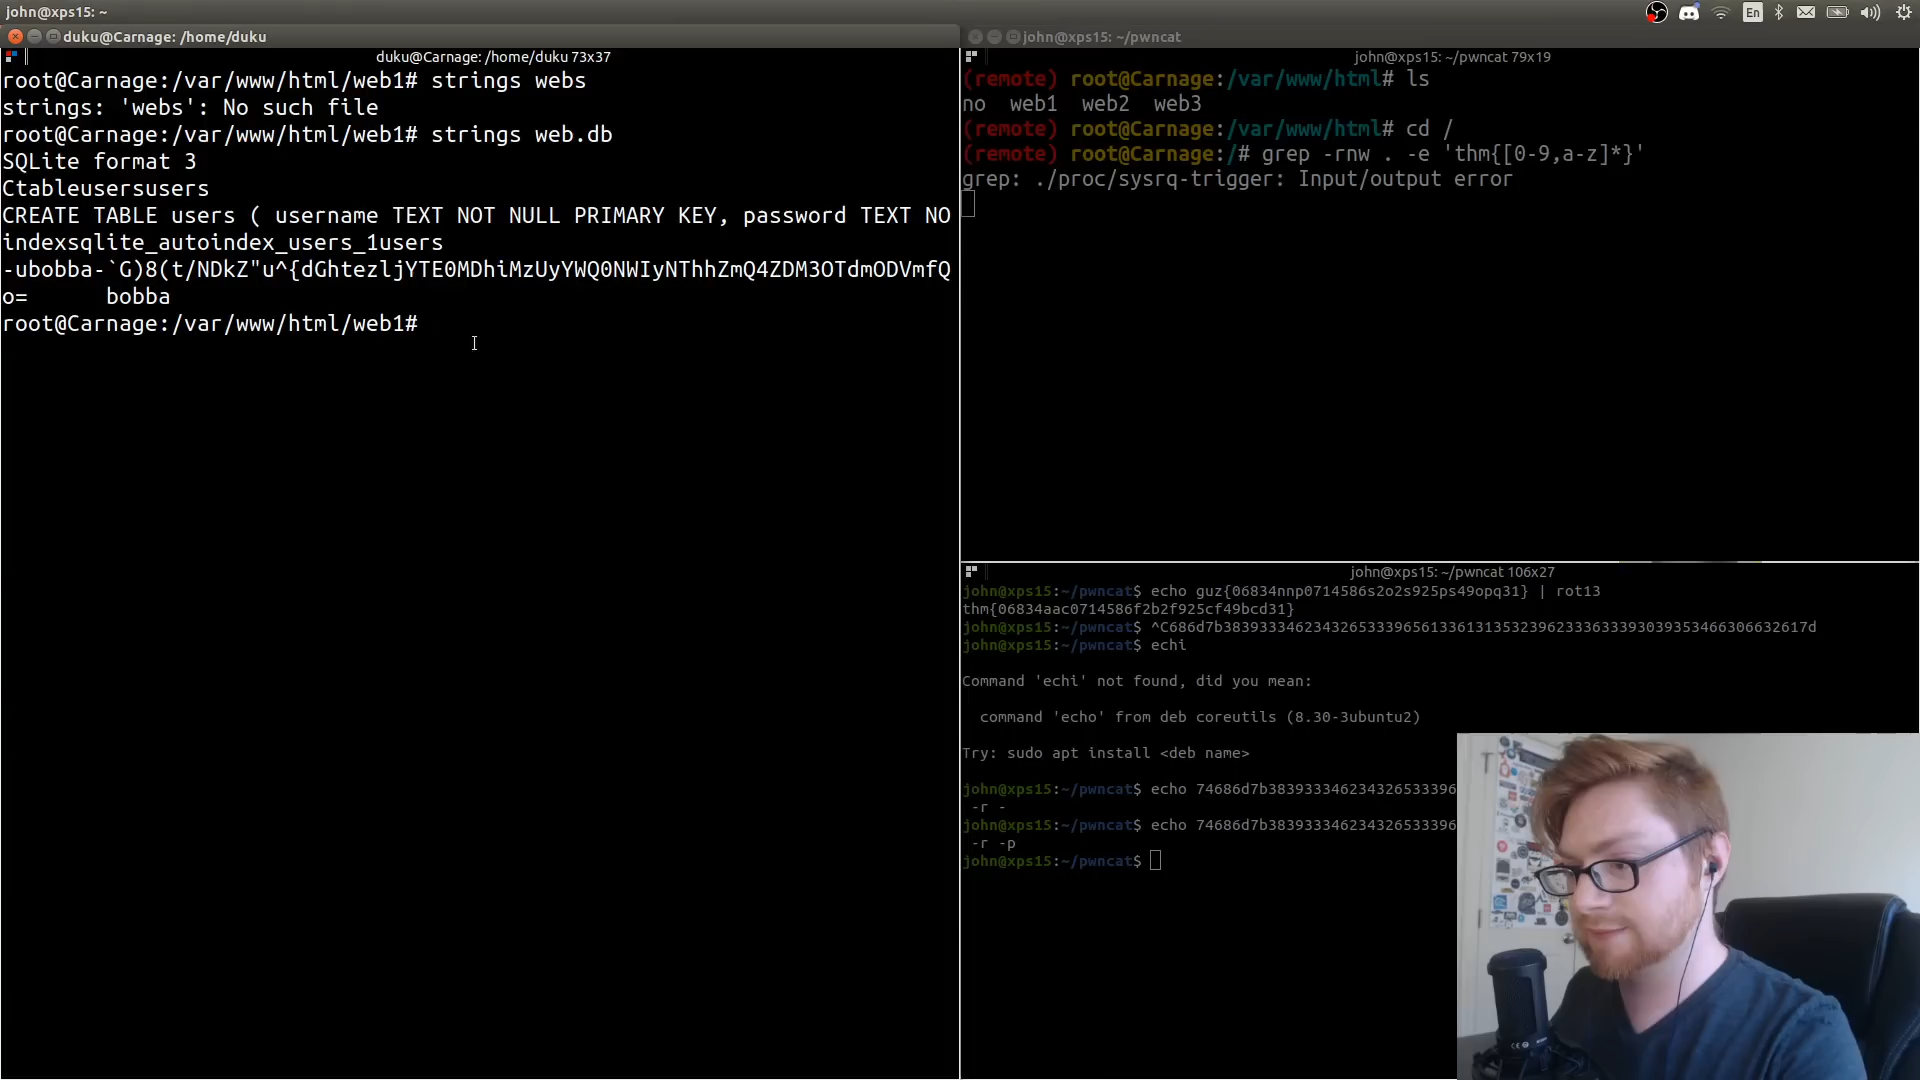 john@xps15: ~
En
duku@Carnage: /home/duku
duku@Carnage: /home/duku 73x37
root@Carnage:/var/www/html/web1# strings webs
strings: 'webs': No such file
root@Carnage:/var/www/html/web1# strings web.db
SQLite format 3
Ctableusersusers
CREATE TABLE users ( username TEXT NOT NULL PRIMARY KEY, password TEXT NO
indexsqlite_autoindex_users_1users
-ubobba-`G)8(t/NDkZ"u^{dGhtezljYTE0MDhiMzUyYWQ0NWIyNThhZmQ4ZDM3OTdmODVmfQ
o=      bobba
root@Carnage:/var/www/html/web1#
john@xps15: ~/pwncat
john@xps15: ~/pwncat 79x19
(remote) root@Carnage:/var/www/html# ls
no  web1  web2  web3
(remote) root@Carnage:/var/www/html# cd /
(remote) root@Carnage:/# grep -rnw . -e 'thm{[0-9,a-z]*}'
grep: ./proc/sysrq-trigger: Input/output error
john@xps15: ~/pwncat 106x27
john@xps15:~/pwncat$ echo guz{06834nnp0714586s2o2s925ps49opq31} | rot13
thm{06834aac0714586f2b2f925cf49bcd31}
john@xps15:~/pwncat$ ^C686d7b38393334623432653339656133613135323962333633393039353466306632617d
john@xps15:~/pwncat$ echi
Command 'echi' not found, did you mean:
command 'echo' from deb coreutils (8.30-3ubuntu2)
Try: sudo apt install <deb name>
john@xps15:~/pwncat$ echo 74686d7b383933346234326533396
-r -
john@xps15:~/pwncat$ echo 74686d7b383933346234326533396
-r -p
john@xps15:~/pwncat$